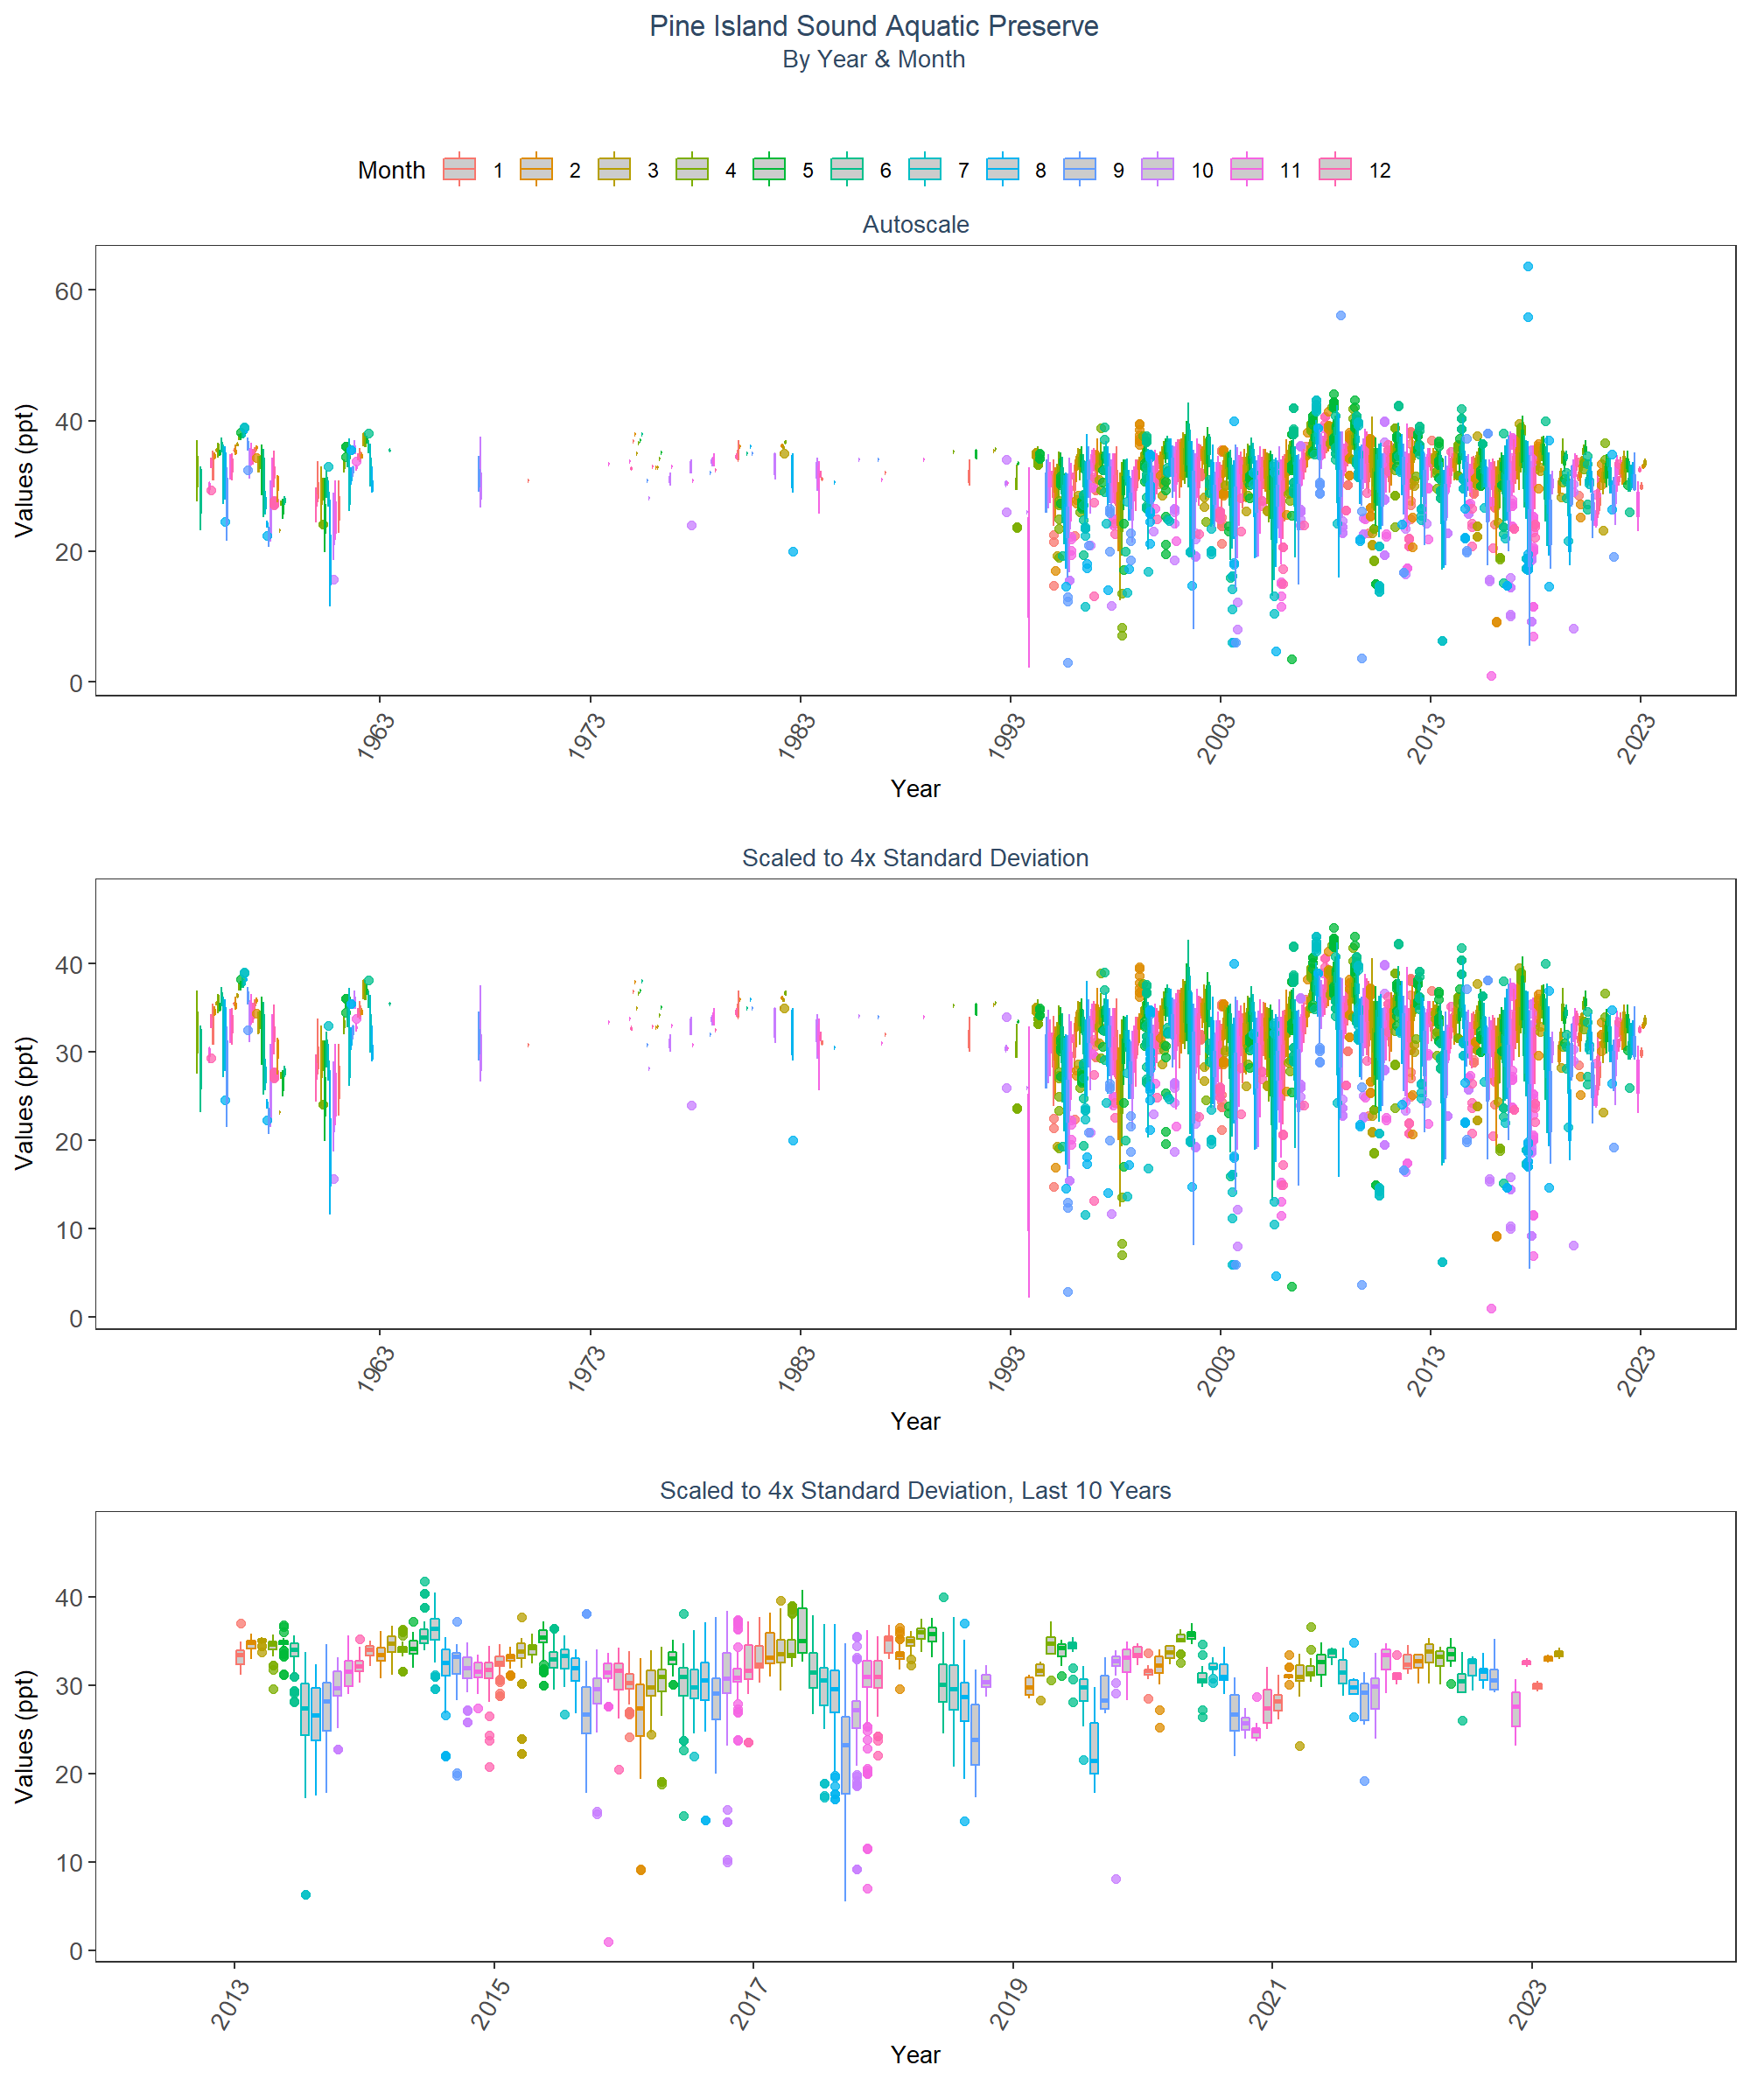 Pine Island Sound Aquatic Preserve
By Year & Month
Month 1 2 3 4 5 6 7 8 9 10 11 12
Autoscale
Values (ppt)
60
40
20
0
1963 1973 1983 1993 2003 2013 2023
Year
Scaled to 4x Standard Deviation
Values (ppt)
40
30
20
10
0
1963 1973 1983 1993 2003 2013 2023
Year
Scaled to 4x Standard Deviation, Last 10 Years
Values (ppt)
40
30
20
10
0
2013 2015 2017 2019 2021 2023
Year